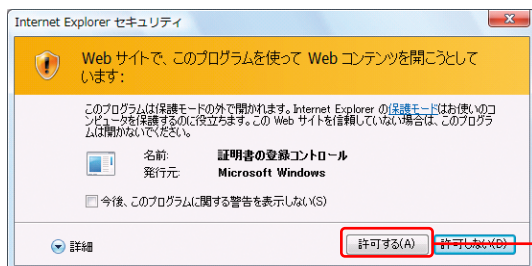 Internet Explorer セキュリティ
Web サイトで、このプログラムを使って Web コンテンツを開こうとして
います:
このプログラムは保護モードの外で開かれます。Internet Explorer の保護モードはお使いのコ
ンピュータを保護するのに役立ちます。この Web サイトを信頼していない場合は、このプログラ
ムは開かないでください。
名前: 証明書の登録コントロール
発行元: Microsoft Windows
今後、このプログラムに関する警告を表示しない(S)
詳細 許可する(A) 許可しない(D)